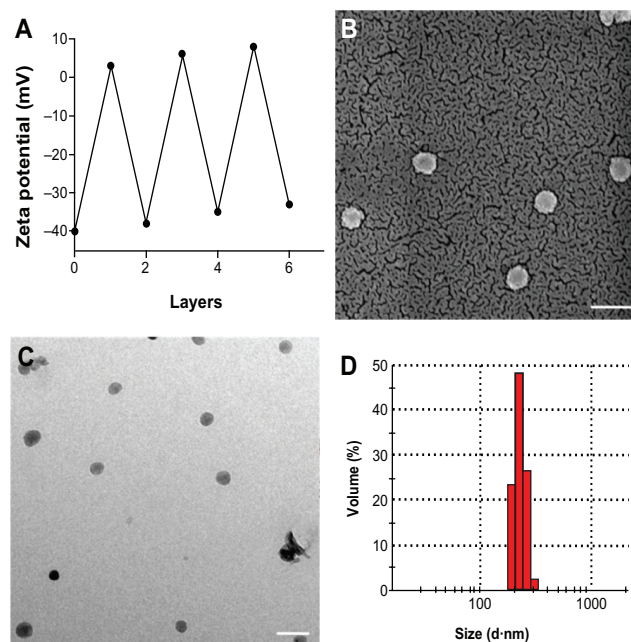 A
Zeta potential (mV)
10
0
–10
–20
–30
–40
0 2 4 6
Layers
B
C
D
Volume (%)
50
40
30
20
10
0
100 1000
Size (d·nm)